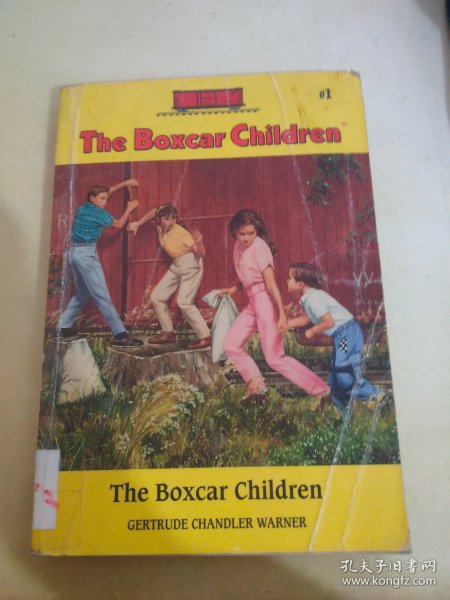 #1
The Boxcar Children
R
The Boxcar Children
GERTRUDE CHANDLER WARNER
孔夫子旧书网
www.kongfz.com